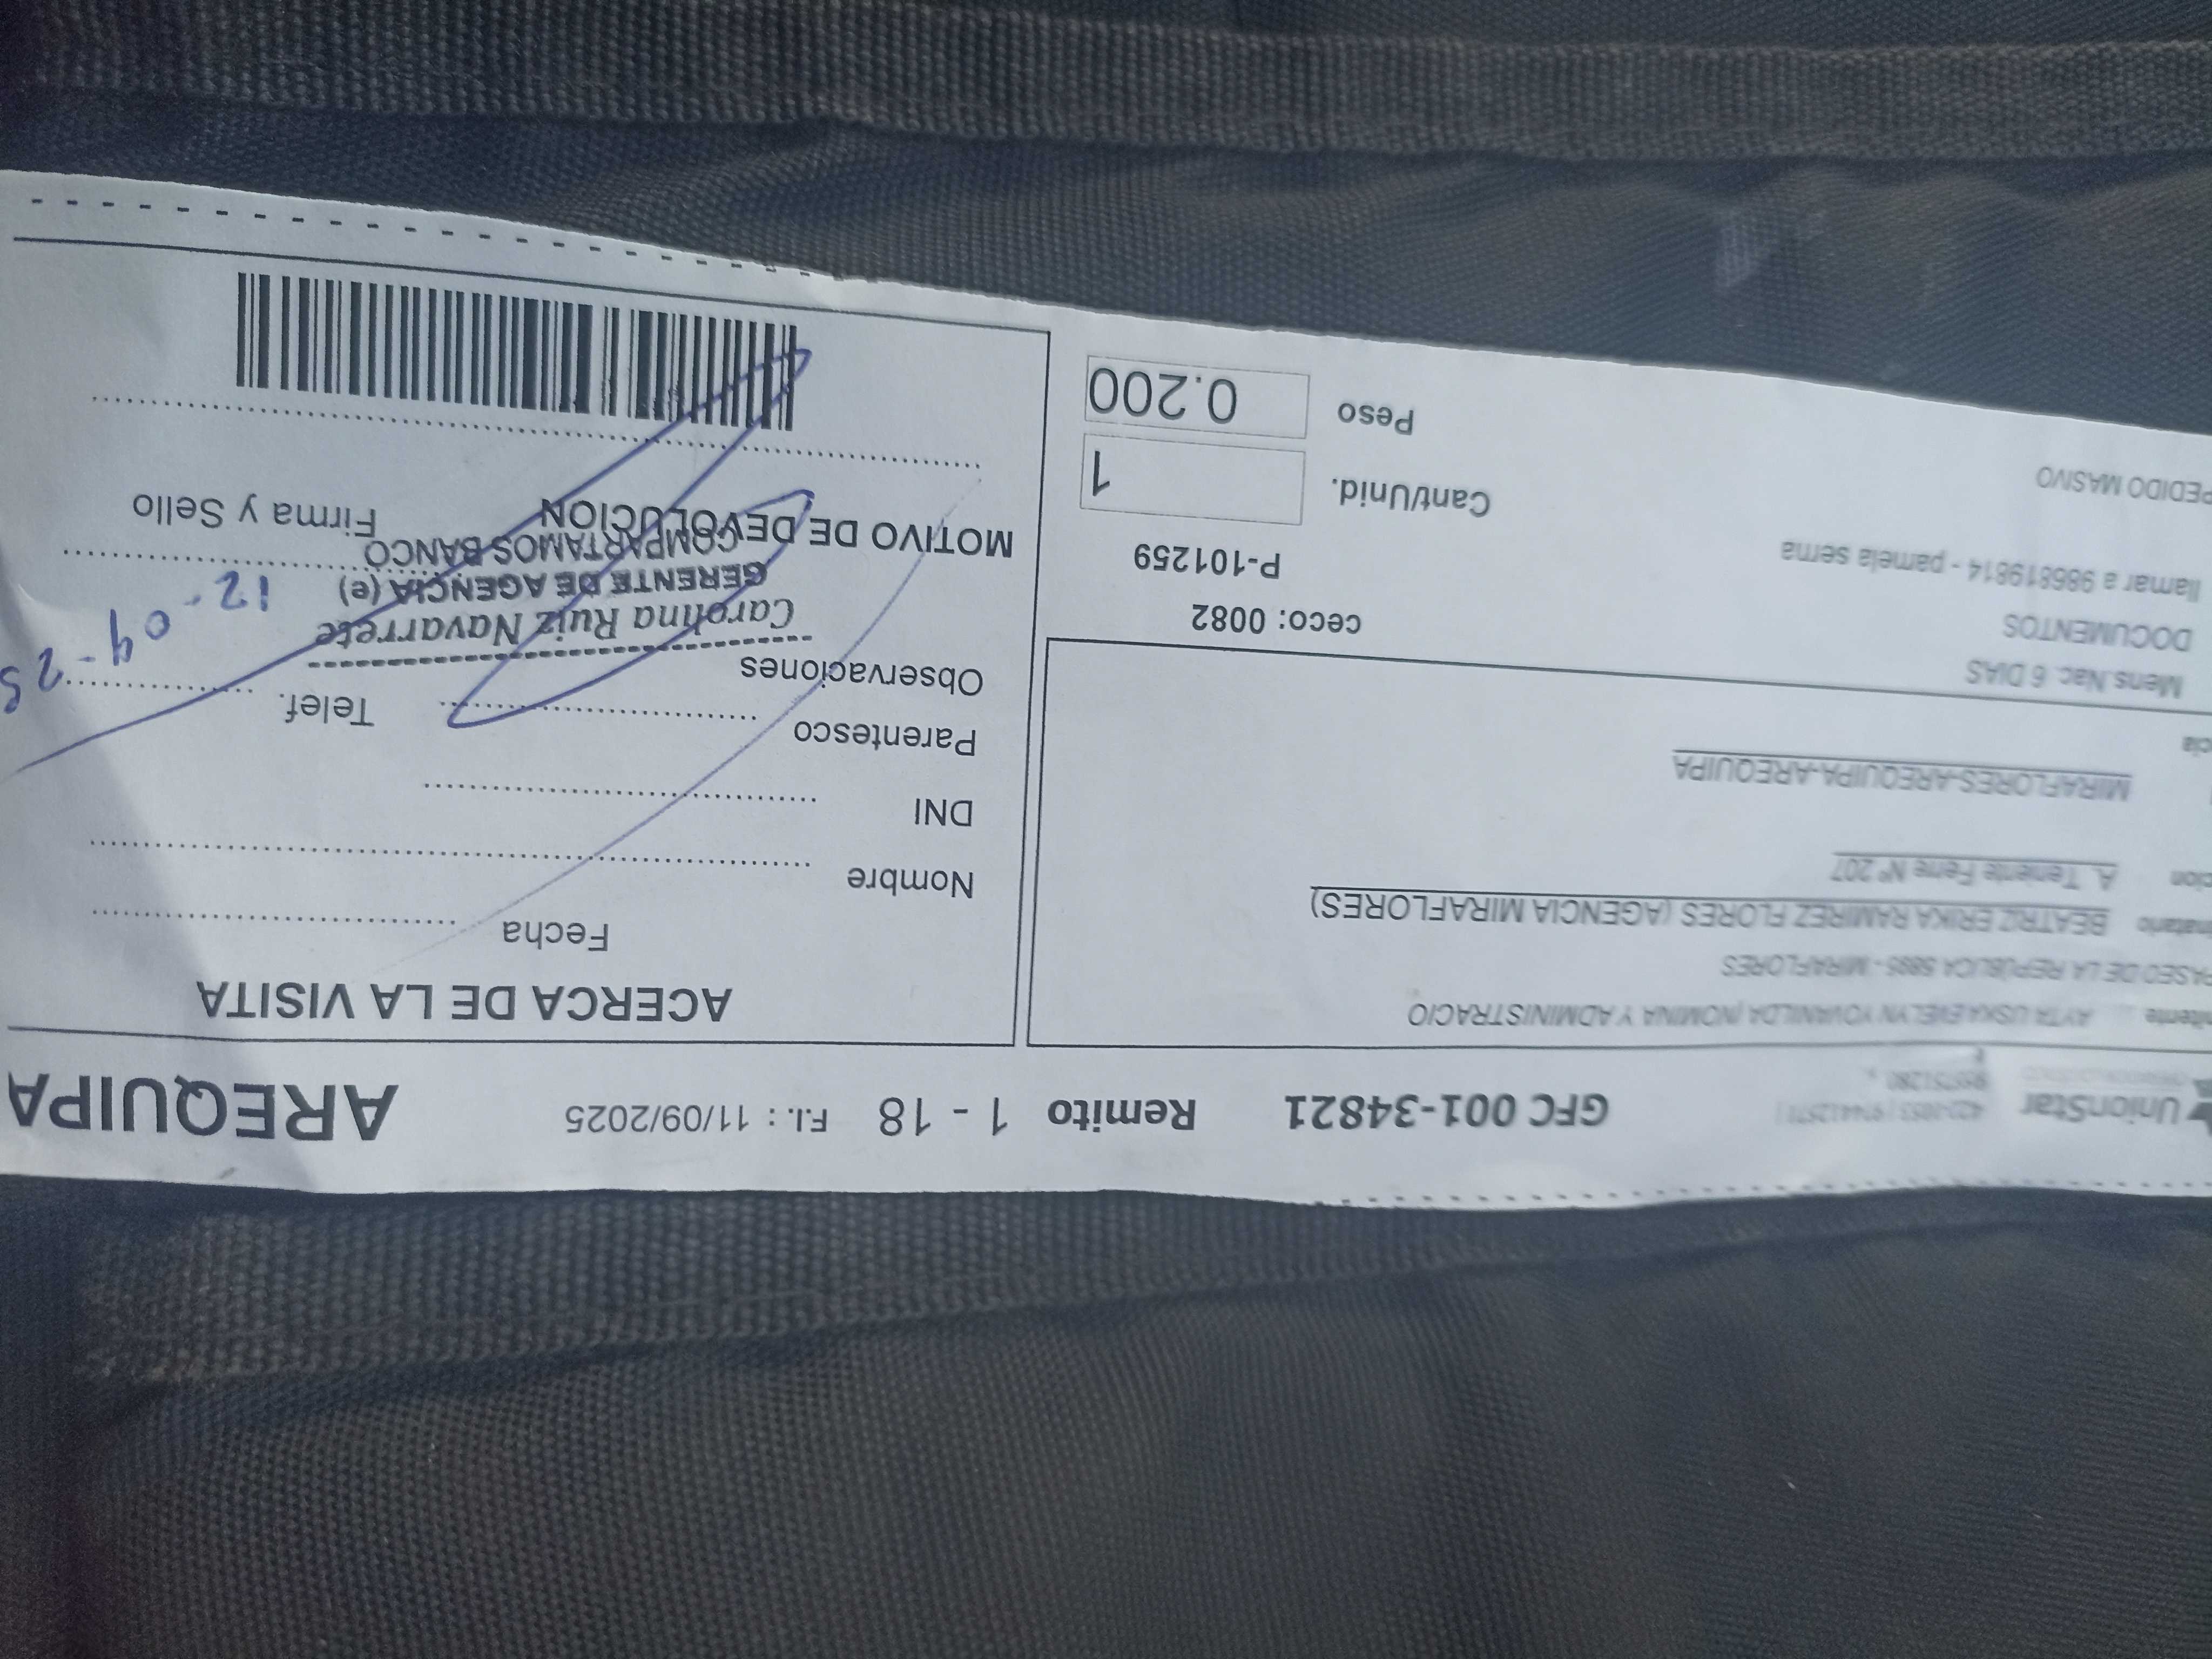 UnionStar GFC 001-34821 Remito 1 - 18 F.I. : 11/09/2025 AREQUIPA
AYTA USKA EVELYN YOVANILDA (NOMINA Y ADMINISTRACIO
PASEO DE LA REPÚBLICA 5895 - MIRAFLORES
BEATRIZ ERIKA RAMIREZ FLOREZ (AGENCIA MIRAFLORES)
A. Teniente Ferre Nº 207
MIRAFLORES-AREQUIPA-AREQUIPA
Mens.Nac. 6 DIAS
DOCUMENTOS
llamar a 986819814 - pamela serna
PEDIDO MASIVO
ceco: 0082
P-101259
Cant/Unid. 1
Peso 0.200
ACERCA DE LA VISITA
Fecha
Nombre
DNI
Parentesco Telef.
Observaciones
Carolina Ruiz Navarrete
GERENTE DE AGENCIA (e)
COMPARTAMOS BANCO
12-09-25
MOTIVO DE DEVOLUCION Firma y Sello